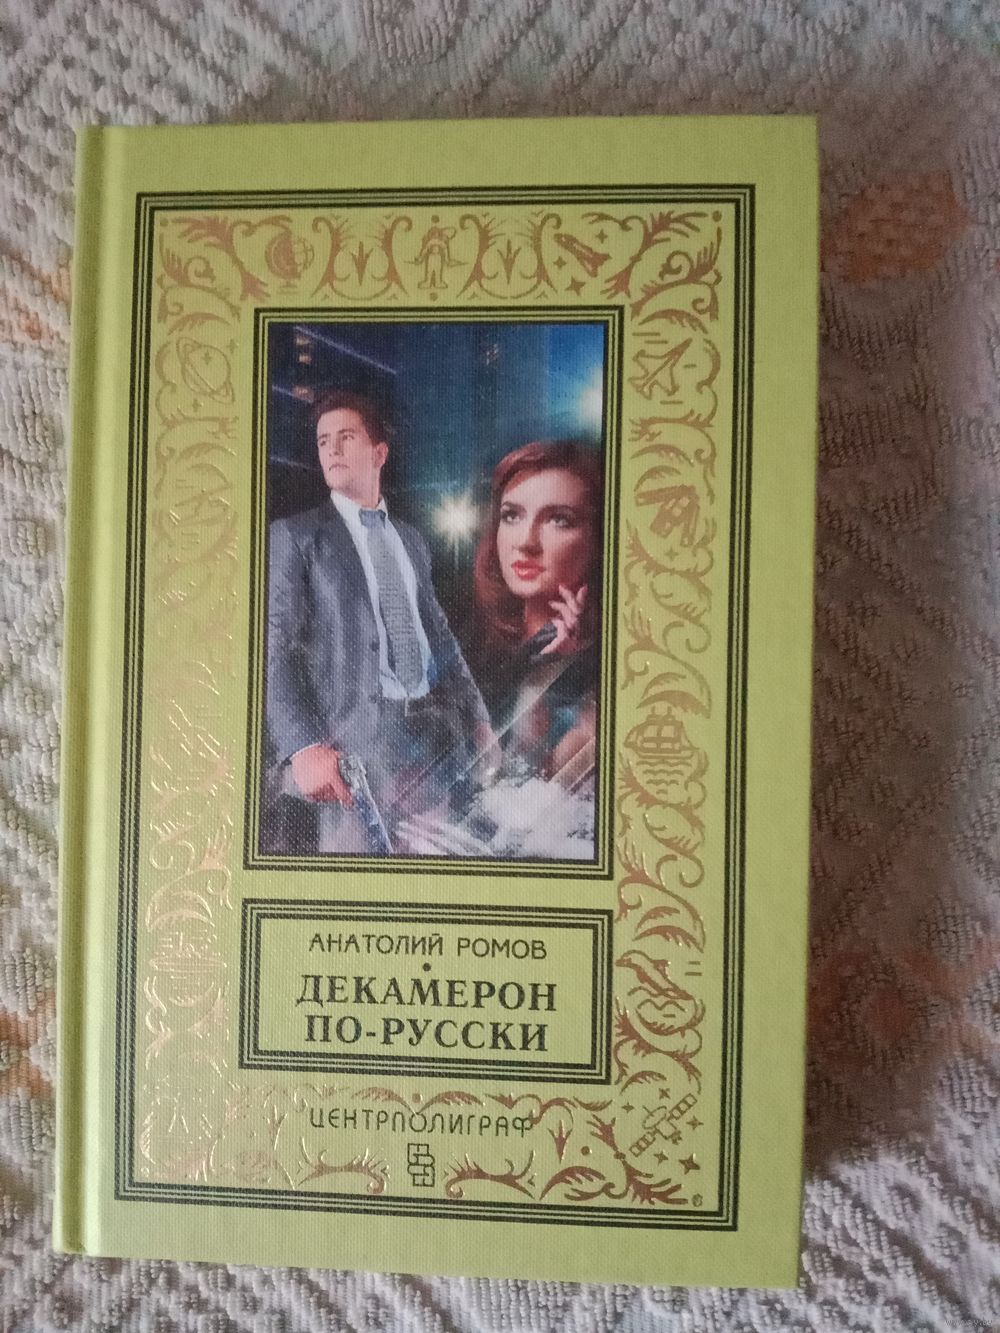 АНАТОЛИЙ РОМОВ
ДЕКАМЕРОН
ПО-РУССКИ
ЦЕНТРПОЛИГРАФ